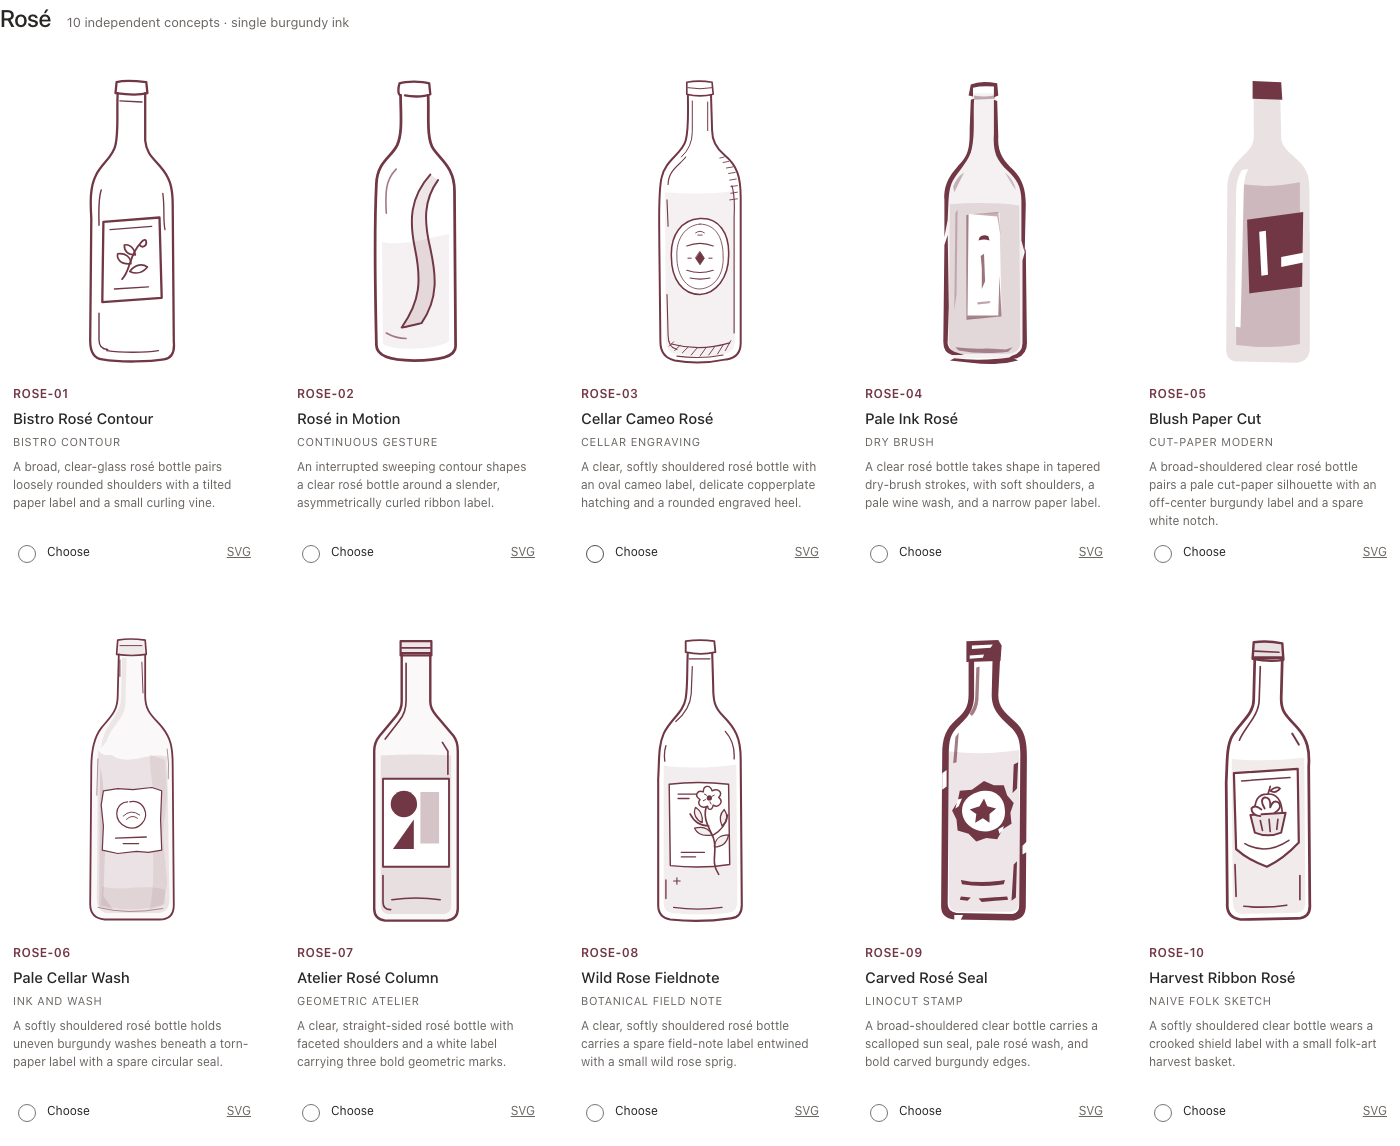 Rosé 10 independent concepts · single burgundy ink
ROSE-01
Bistro Rosé Contour
BISTRO CONTOUR
A broad, clear-glass rosé bottle pairs
loosely rounded shoulders with a tilted
paper label and a small curling vine.
Choose SVG
ROSE-02
Rosé in Motion
CONTINUOUS GESTURE
An interrupted sweeping contour shapes
a clear rosé bottle around a slender,
asymmetrically curled ribbon label.
Choose SVG
ROSE-03
Cellar Cameo Rosé
CELLAR ENGRAVING
A clear, softly shouldered rosé bottle with
an oval cameo label, delicate copperplate
hatching and a rounded engraved heel.
Choose SVG
ROSE-04
Pale Ink Rosé
DRY BRUSH
A clear rosé bottle takes shape in tapered
dry-brush strokes, with soft shoulders, a
pale wine wash, and a narrow paper label.
Choose SVG
ROSE-05
Blush Paper Cut
CUT-PAPER MODERN
A broad-shouldered clear rosé bottle
pairs a pale cut-paper silhouette with an
off-center burgundy label and a spare
white notch.
Choose SVG
ROSE-06
Pale Cellar Wash
INK AND WASH
A softly shouldered rosé bottle holds
uneven burgundy washes beneath a torn-
paper label with a spare circular seal.
Choose SVG
ROSE-07
Atelier Rosé Column
GEOMETRIC ATELIER
A clear, straight-sided rosé bottle with
faceted shoulders and a white label
carrying three bold geometric marks.
Choose SVG
ROSE-08
Wild Rose Fieldnote
BOTANICAL FIELD NOTE
A clear, softly shouldered rosé bottle
carries a spare field-note label entwined
with a small wild rose sprig.
Choose SVG
ROSE-09
Carved Rosé Seal
LINOCUT STAMP
A broad-shouldered clear bottle carries a
scalloped sun seal, pale rosé wash, and
bold carved burgundy edges.
Choose SVG
ROSE-10
Harvest Ribbon Rosé
NAIVE FOLK SKETCH
A softly shouldered clear bottle wears a
crooked shield label with a small folk-art
harvest basket.
Choose SVG